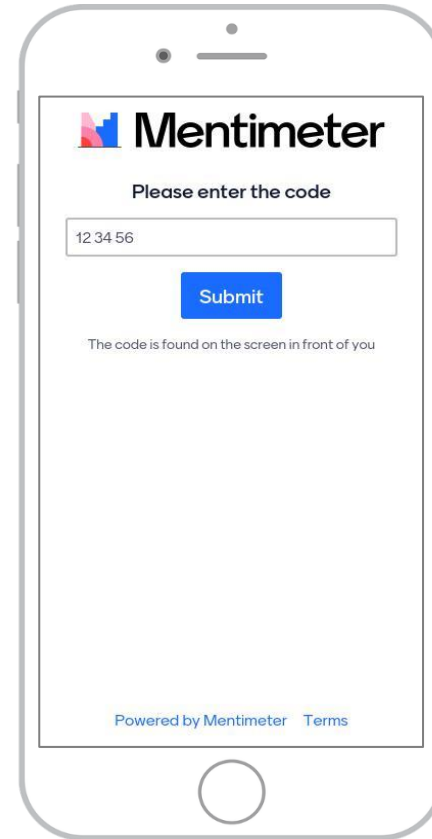 Mentimeter
Please enter the code
12 34 56
Submit
The code is found on the screen in front of you
Powered by Mentimeter Terms